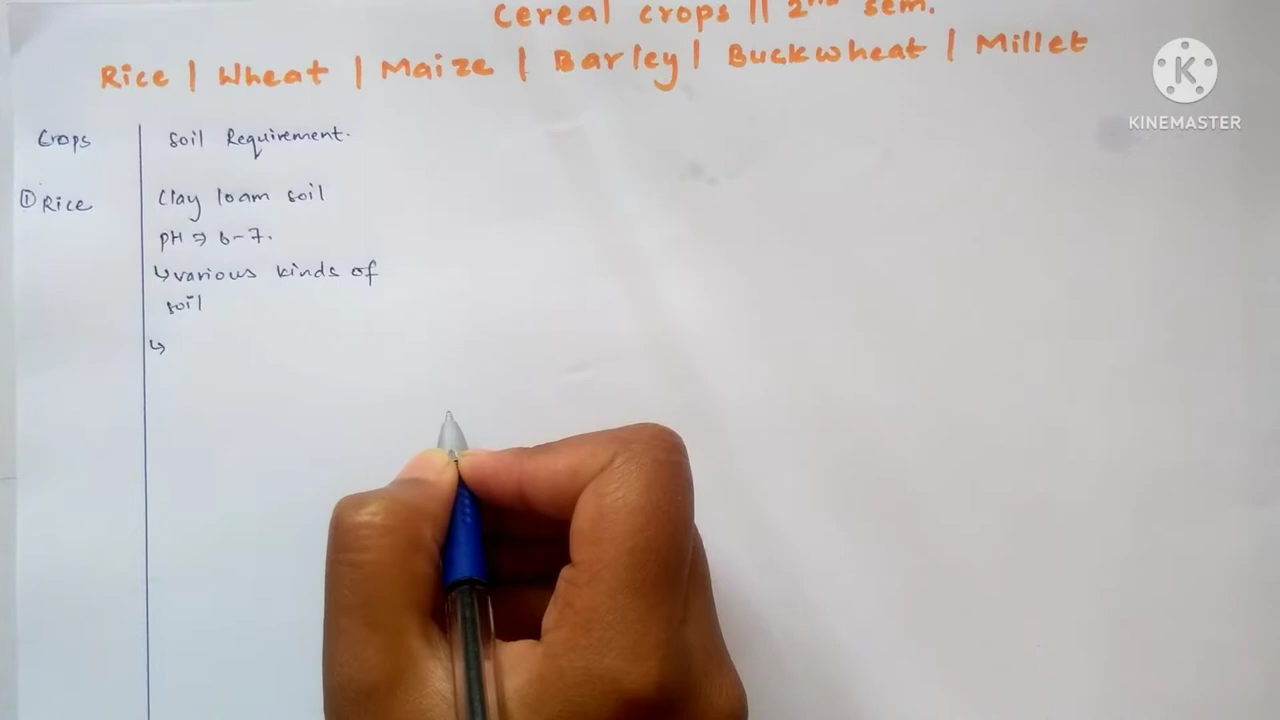 Cereal crops || 2nd sem.
Rice | Wheat | Maize | Barley | Buckwheat | Millet
K
KINEMASTER
Crops Soil Requirement.
① Rice Clay loam soil
pH ⇒ 6-7.
↳ various kinds of
soil
↳